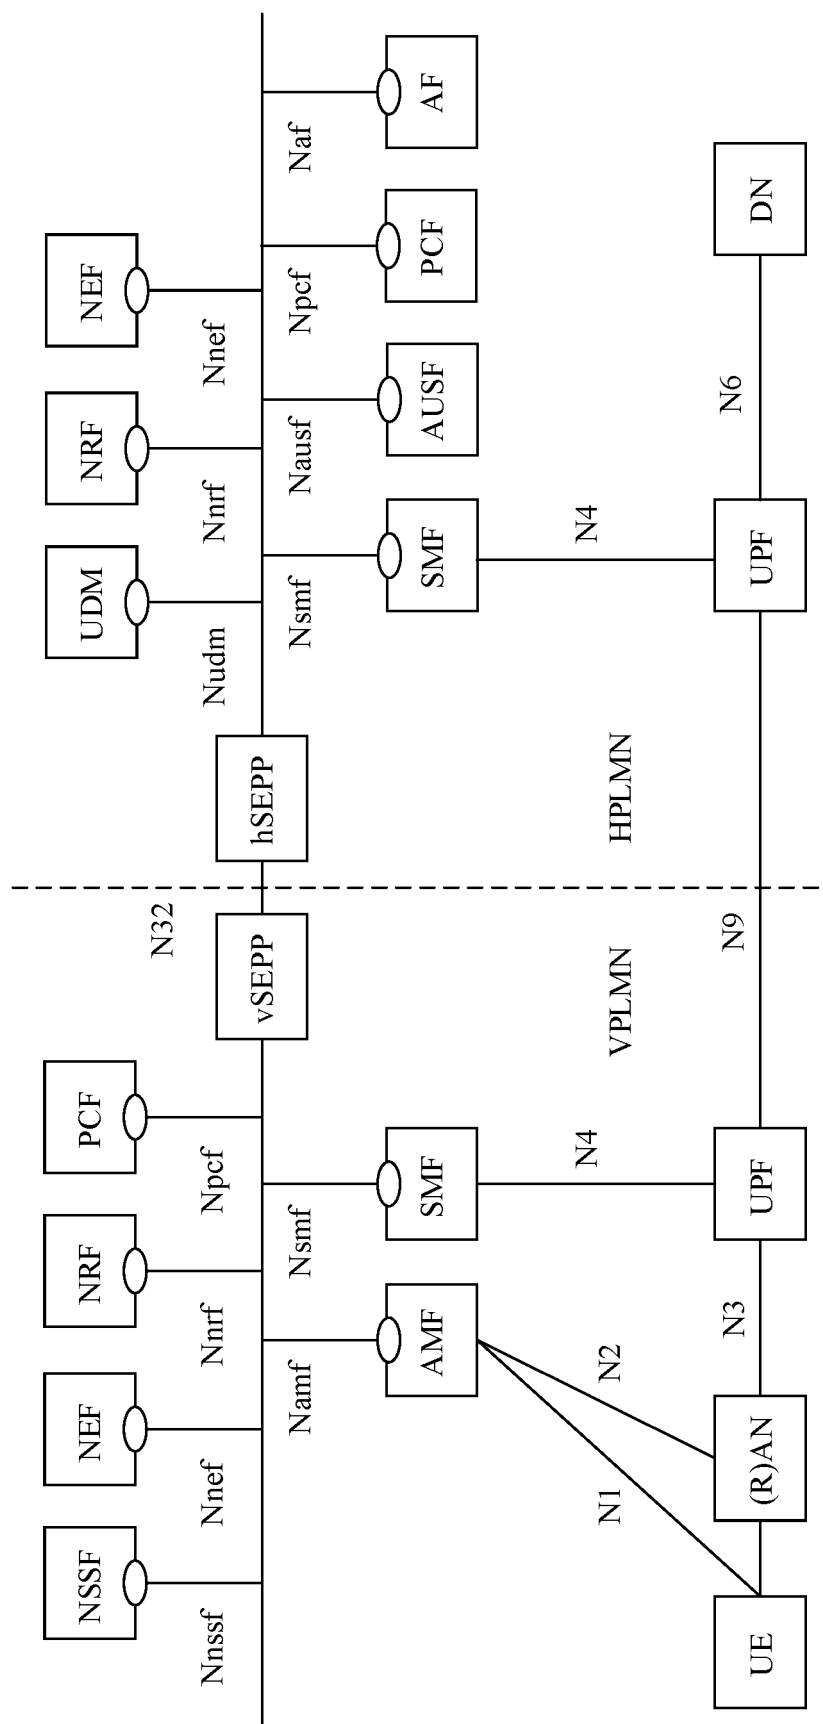 NSSF
NEF
NRF
PCF
UDM
NRF
NEF
Nnssf
Nnef
Nnrf
Npcf
N32
Nudm
Nnrf
Nnef
vSEPP
hSEPP
Namf
Nsmf
Nsmf
Nausf
Npcf
Naf
AMF
SMF
SMF
AUSF
PCF
AF
N1
N2
N4
VPLMN
HPLMN
N4
N3
N9
N6
UE
(R)AN
UPF
UPF
DN